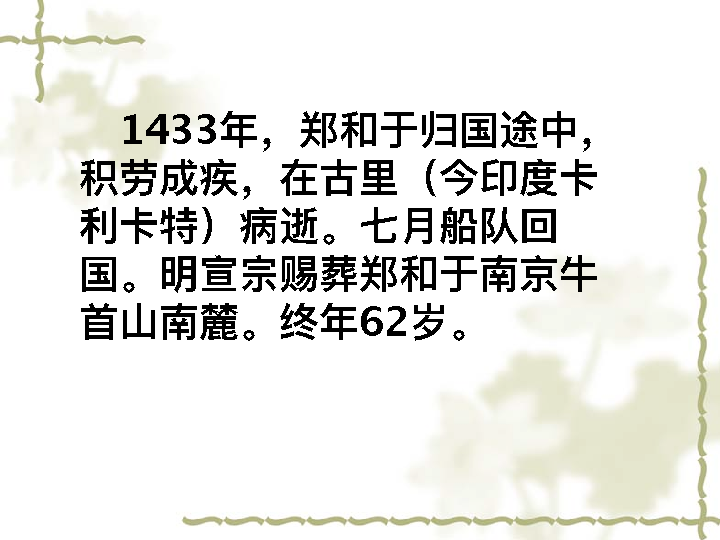 1433年，郑和于归国途中，
积劳成疾，在古里（今印度卡
利卡特）病逝。七月船队回
国。明宣宗赐葬郑和于南京牛
首山南麓。终年62岁。